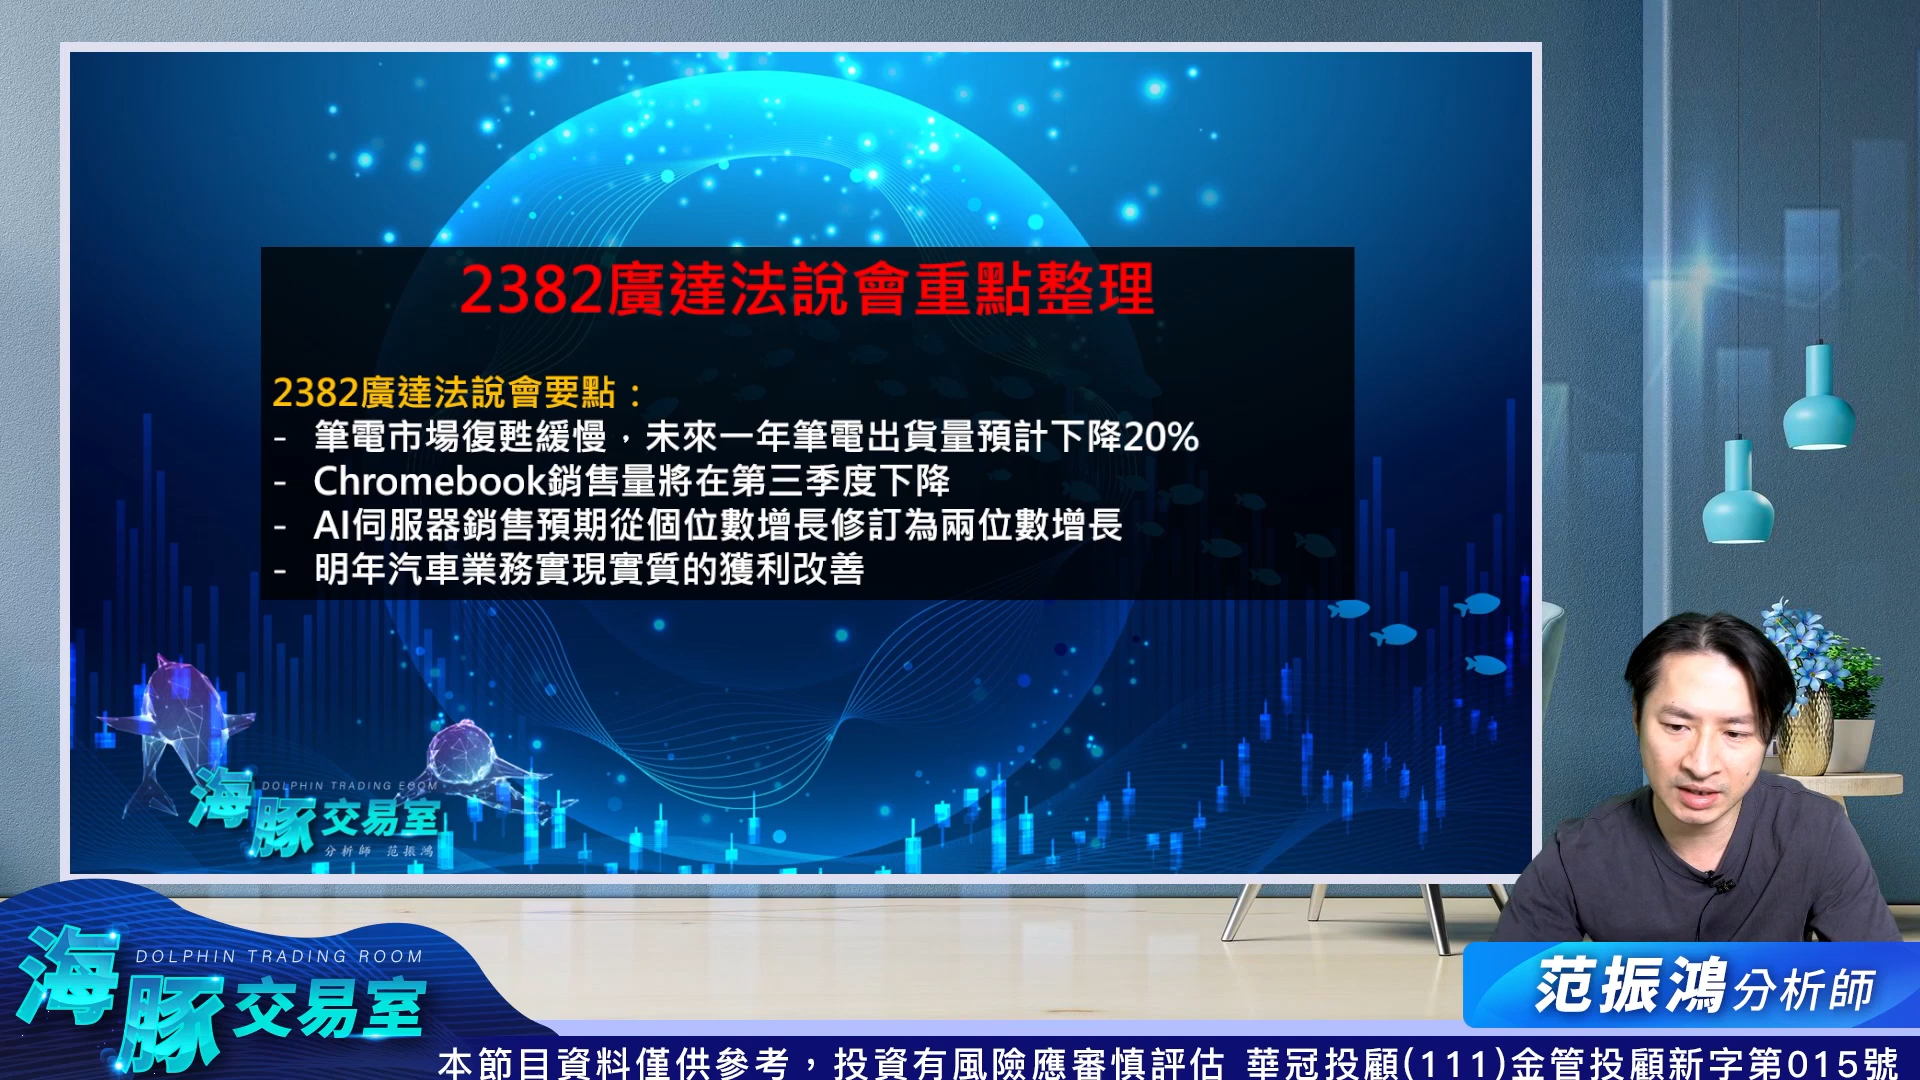 2382廣達法說會重點整理
2382廣達法說會要點：
- 筆電市場復甦緩慢，未來一年筆電出貨量預計下降20%
- Chromebook銷售量將在第三季度下降
- AI伺服器銷售預期從個位數增長修訂為兩位數增長
- 明年汽車業務實現實質的獲利改善
DOLPHIN TRADING ROOM
海豚交易室
分析師 范振鴻
DOLPHIN TRADING ROOM
海豚交易室
范振鴻分析師
本節目資料僅供參考，投資有風險應審慎評估 華冠投顧(111)金管投顧新字第015號